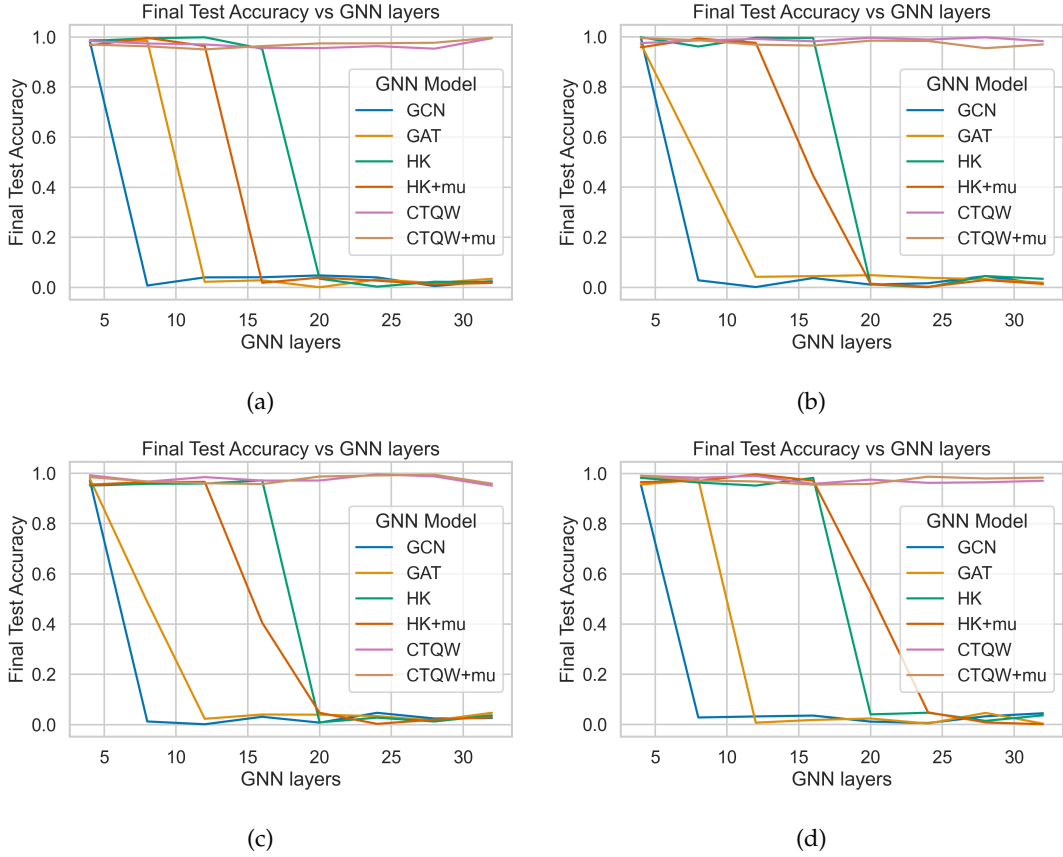 Final Test Accuracy vs GNN layers
Final Test Accuracy
1.0
0.8
0.6
0.4
0.2
0.0
GNN Model
GCN
GAT
HK
HK+mu
CTQW
CTQW+mu
5 10 15 20 25 30
GNN layers
(a)
Final Test Accuracy vs GNN layers
Final Test Accuracy
1.0
0.8
0.6
0.4
0.2
0.0
GNN Model
GCN
GAT
HK
HK+mu
CTQW
CTQW+mu
5 10 15 20 25 30
GNN layers
(b)
Final Test Accuracy vs GNN layers
Final Test Accuracy
1.0
0.8
0.6
0.4
0.2
0.0
GNN Model
GCN
GAT
HK
HK+mu
CTQW
CTQW+mu
5 10 15 20 25 30
GNN layers
(c)
Final Test Accuracy vs GNN layers
Final Test Accuracy
1.0
0.8
0.6
0.4
0.2
0.0
GNN Model
GCN
GAT
HK
HK+mu
CTQW
CTQW+mu
5 10 15 20 25 30
GNN layers
(d)